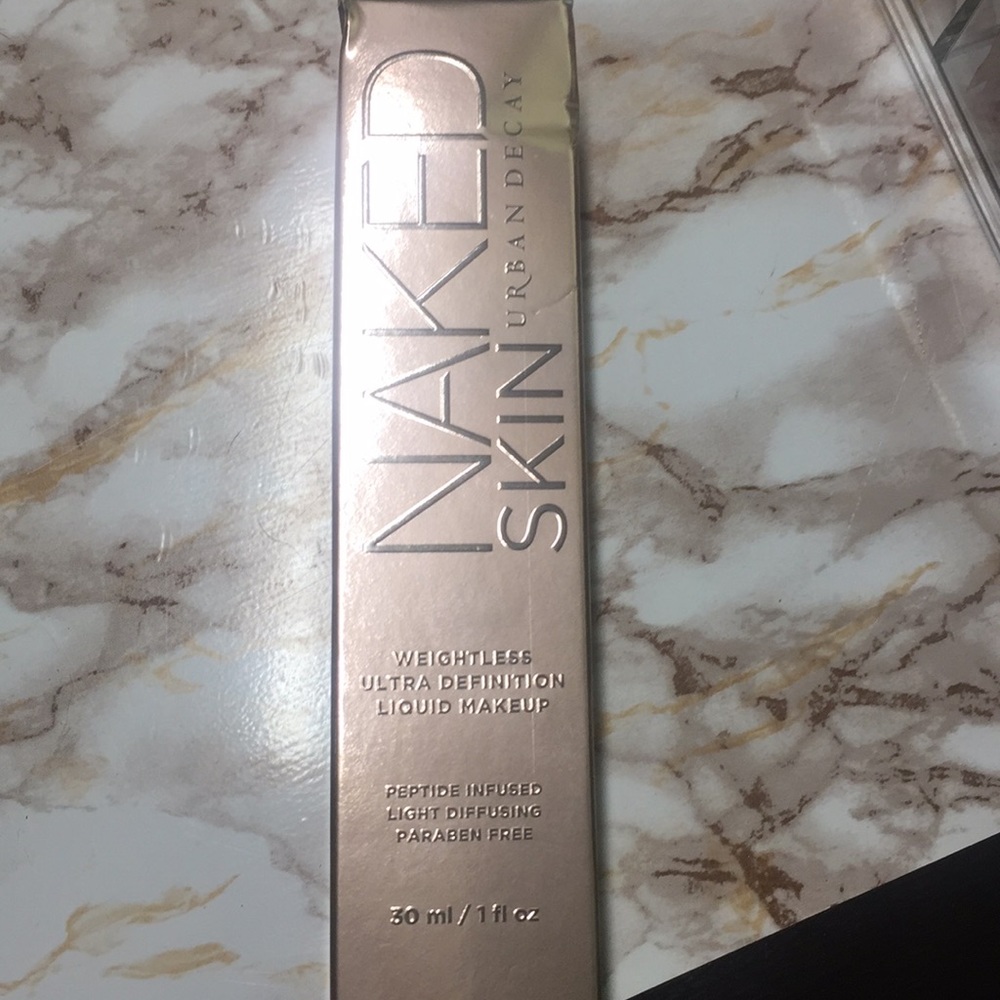 NAKED
SKIN URBAN DECAY
WEIGHTLESS
ULTRA DEFINITION
LIQUID MAKEUP
PEPTIDE INFUSED
LIGHT DIFFUSING
PARABEN FREE
30 ml / 1 fl oz